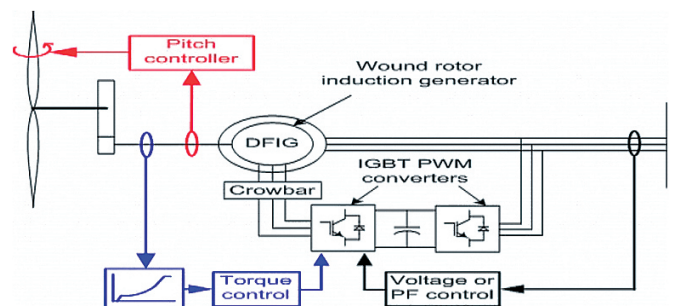 Pitch
controller
Wound rotor
induction generator
DFIG
IGBT PWM
converters
Crowbar
Torque
control
Voltage or
PF control